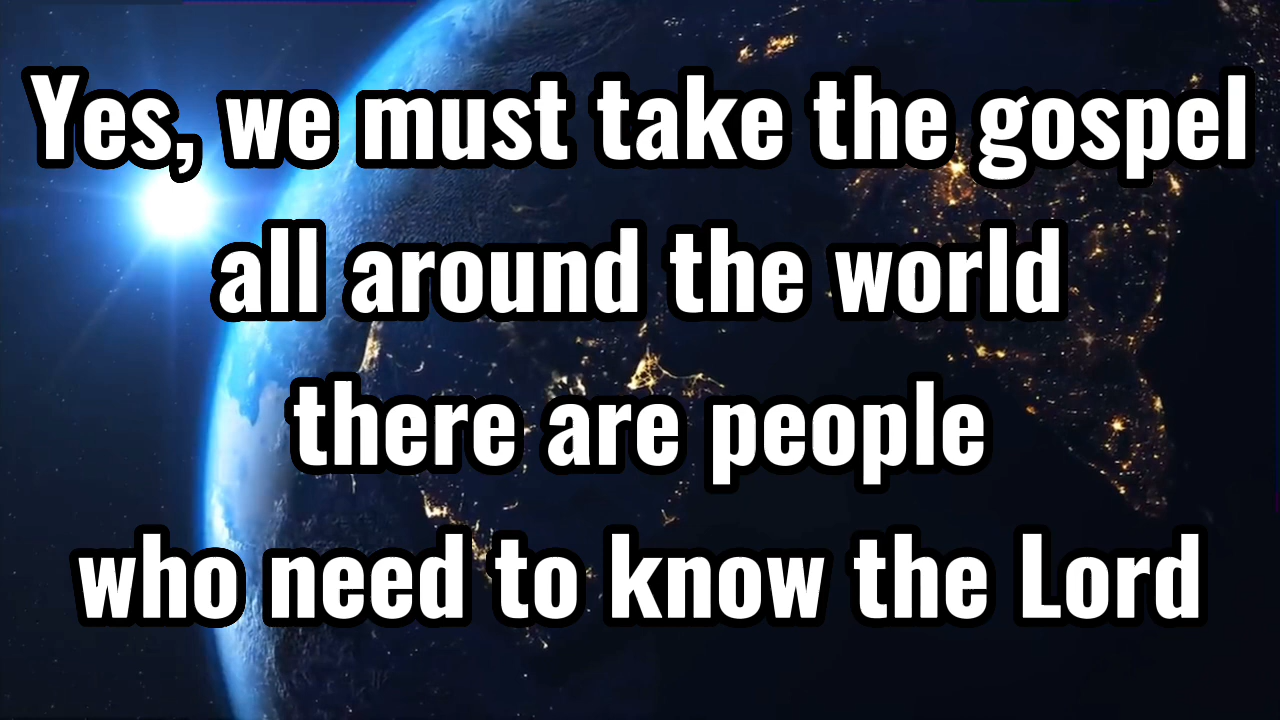 Yes, we must take the gospel
all around the world
there are people
who need to know the Lord